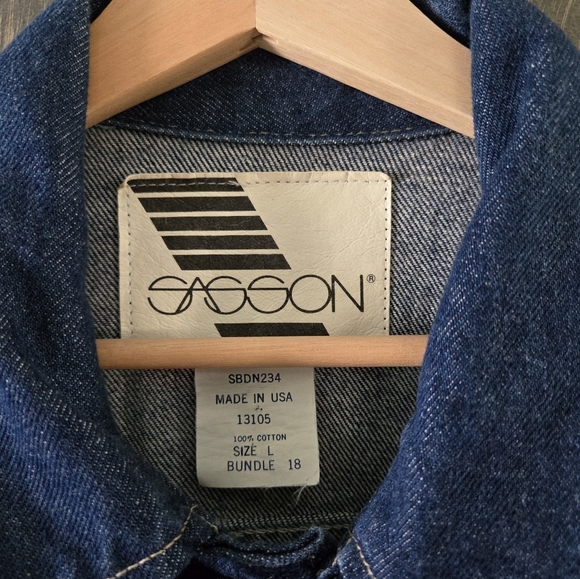 SASSON®
SBDN234
MADE IN USA
13105
100% COTTON
SIZE L
BUNDLE 18